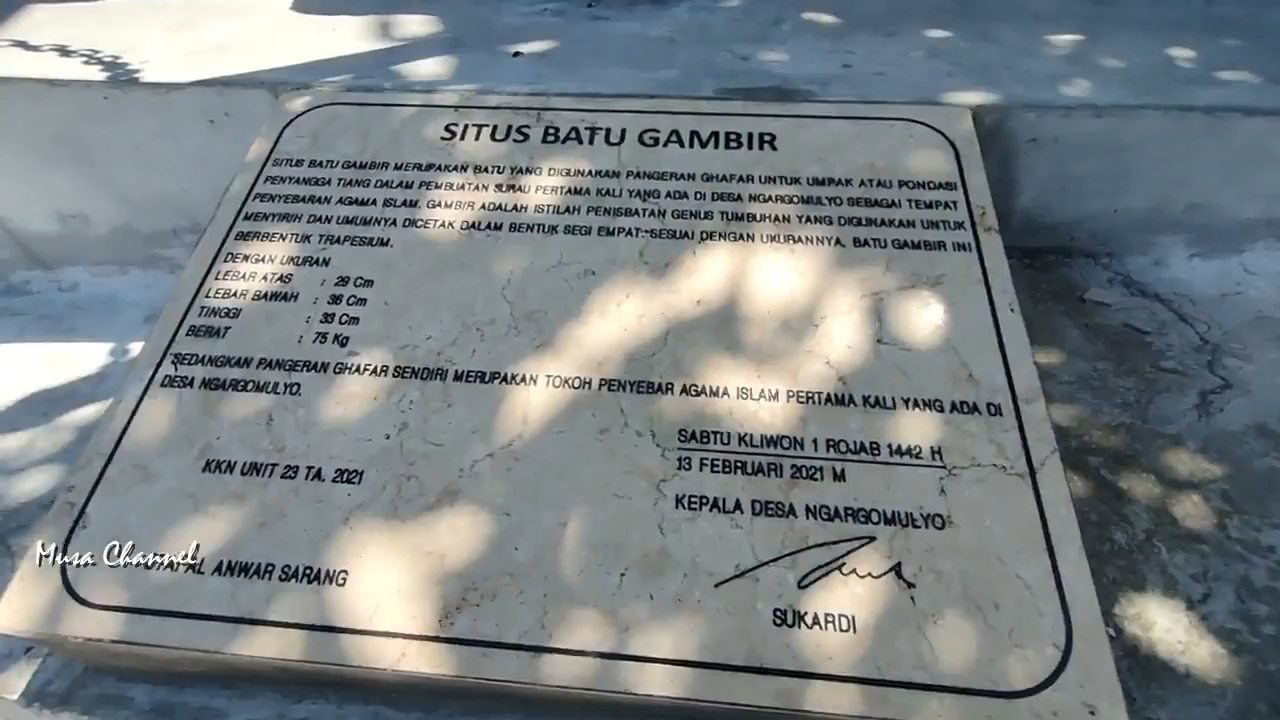 SITUS BATU GAMBIR
SITUS BATU GAMBIR MERUPAKAN BATU YANG DIGUNAKAN PANGERAN GHAFAR UNTUK UMPAK ATAU PONDASI
PENYANGGA TIANG DALAM PEMBUATAN SURAU PERTAMA KALI YANG ADA DI DESA NGARGOMULYO SEBAGAI TEMPAT
PENYEBARAN AGAMA ISLAM. GAMBIR ADALAH ISTILAH PENISBATAN GENUS TUMBUHAN YANG DIGUNAKAN UNTUK
MENYIRIH DAN UMUMNYA DICETAK DALAM BENTUK SEGI EMPAT. SESUAI DENGAN UKURANNYA, BATU GAMBIR INI
BERBENTUK TRAPESIUM.
DENGAN UKURAN
LEBAR ATAS : 29 Cm
LEBAR BAWAH : 36 Cm
TINGGI : 33 Cm
BERAT : 75 Kg
SEDANGKAN PANGERAN GHAFAR SENDIRI MERUPAKAN TOKOH PENYEBAR AGAMA ISLAM PERTAMA KALI YANG ADA DI
DESA NGARGOMULYO.
SABTU KLIWON 1 ROJAB 1442 H
13 FEBRUARI 2021 M
KKN UNIT 23 TA. 2021
KEPALA DESA NGARGOMULYO
Musa Channel
ANWAR SARANG
SUKARDI